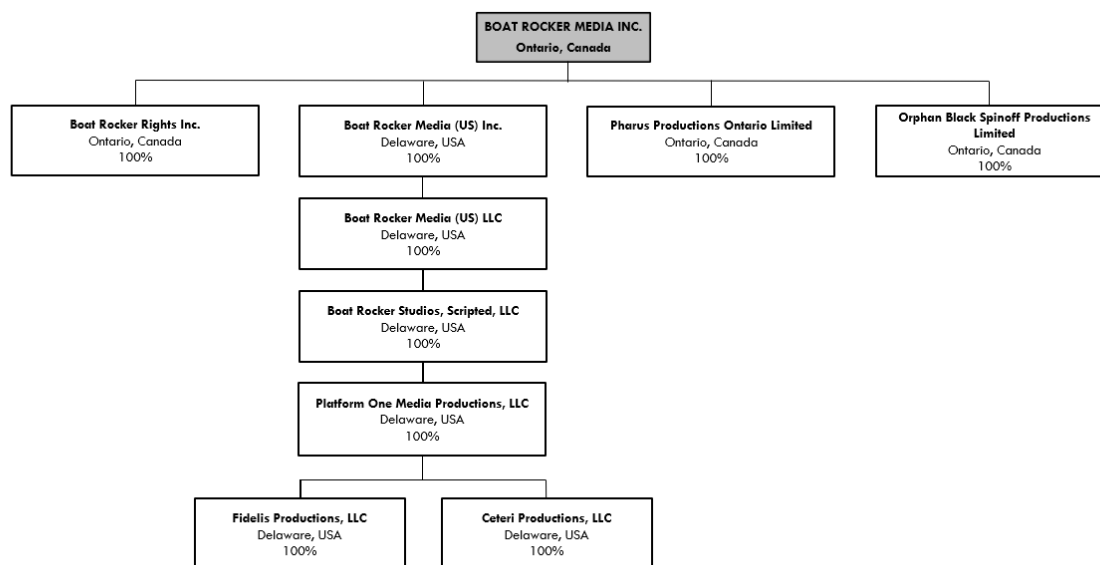 BOAT ROCKER MEDIA INC.
Ontario, Canada
Boat Rocker Rights Inc.
Ontario, Canada
100%
Boat Rocker Media (US) Inc.
Delaware, USA
100%
Pharus Productions Ontario Limited
Ontario, Canada
100%
Orphan Black Spinoff Productions
Limited
Ontario, Canada
100%
Boat Rocker Media (US) LLC
Delaware, USA
100%
Boat Rocker Studios, Scripted, LLC
Delaware, USA
100%
Platform One Media Productions, LLC
Delaware, USA
100%
Fidelis Productions, LLC
Delaware, USA
100%
Ceteri Productions, LLC
Delaware, USA
100%